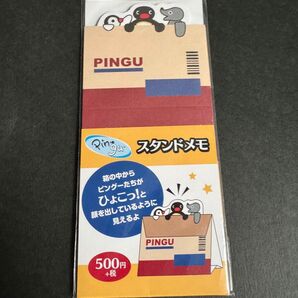 PINGU
Pingu
スタンドメモ
箱の中から
ピングーたちが
ひょこっ!と
顔を出しているように
見えるよ
PINGU
500円
+税